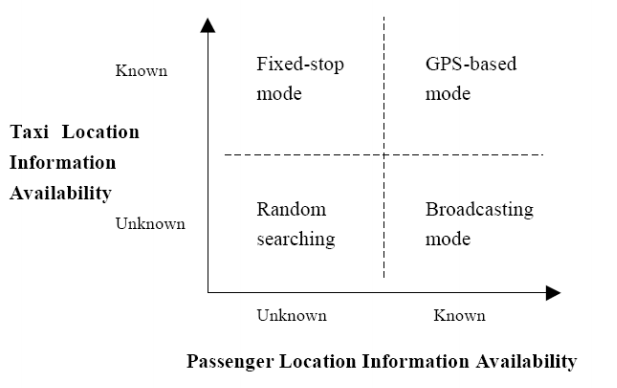 Known
Fixed-stop
mode
GPS-based
mode
Taxi Location
Information
Availability
Unknown
Random
searching
Broadcasting
mode
Unknown
Known
Passenger Location Information Availability